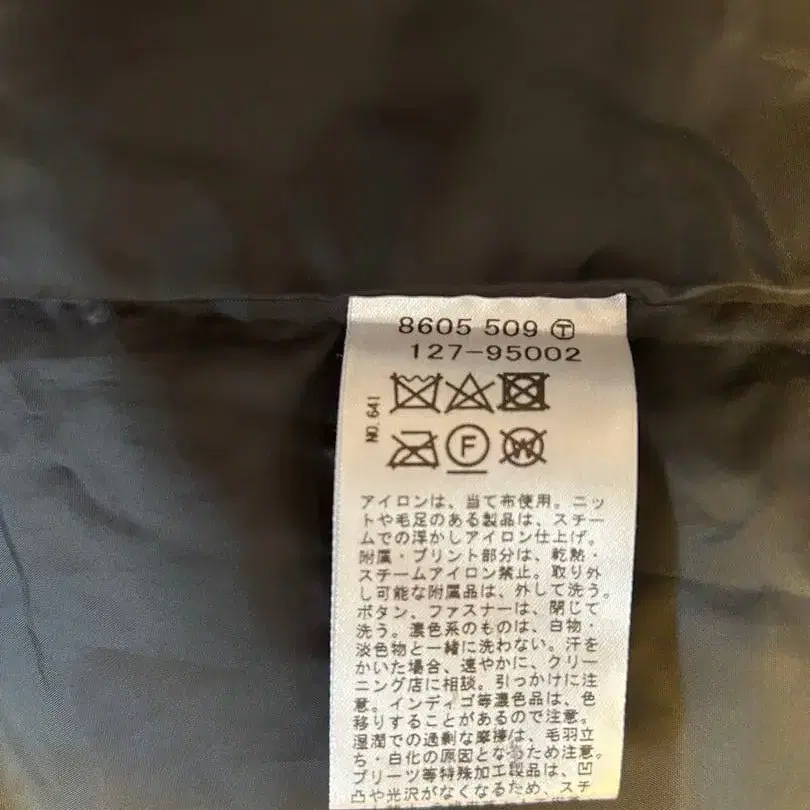 8605 509 Ⓣ
127-95002
NO.641
F
W
アイロンは、当て布使用。ニッ
トや毛足のある製品は、スチー
ムでの浮かしアイロン仕上げ。
附属・プリント部分は、乾熱・
スチームアイロン禁止。取り外
し可能な附属品は、外して洗う。
ボタン、ファスナーは、閉じて
洗う。濃色系のものは、白物・
淡色物と一緒に洗わない。汗を
かいた場合、速やかに、クリー
ニング店に相談。引っかけに注
意。インディゴ等濃色品は、色
移りすることがあるので注意。
湿潤での過剰な摩擦は、毛羽立
ち・白化の原因となるため注意。
プリーツ等特殊加工製品は、凹
凸や光沢がなくなるため、スチ